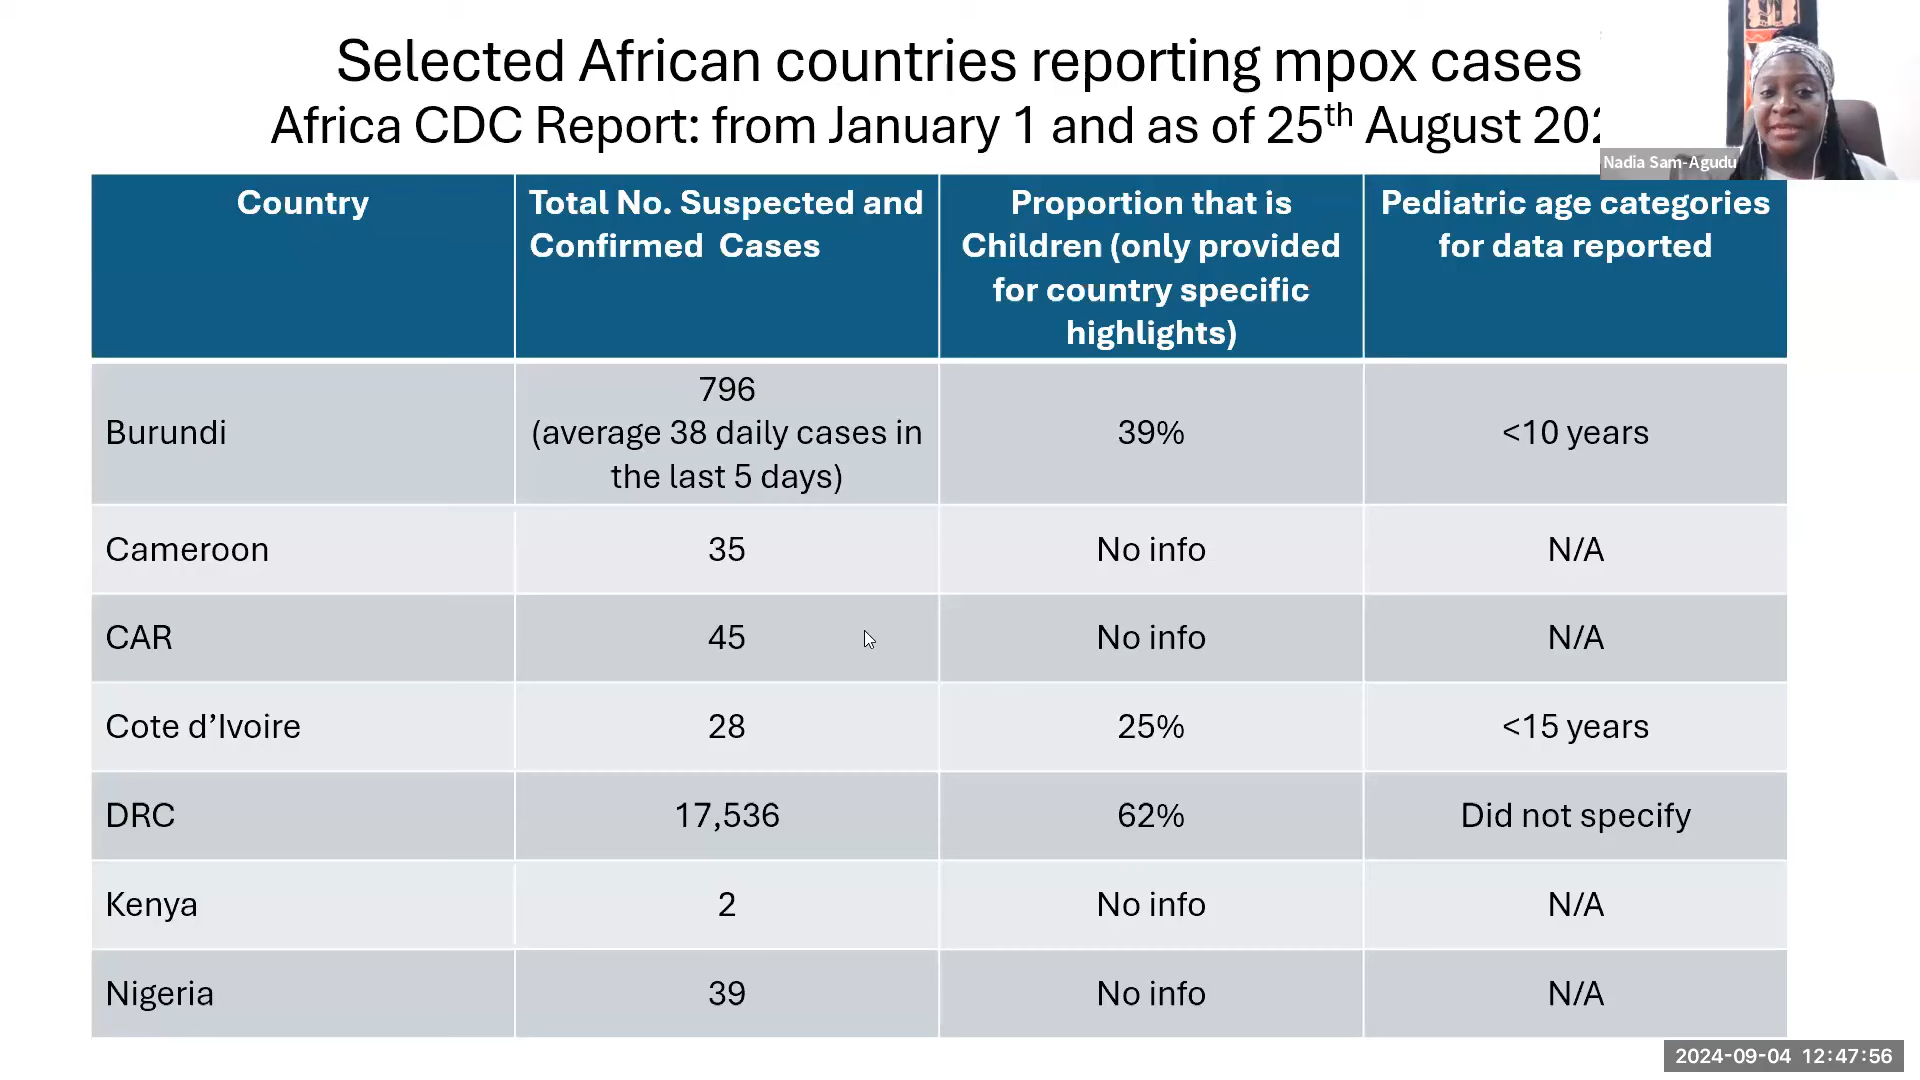 Selected African countries reporting mpox cases
Africa CDC Report: from January 1 and as of 25th August
Nadia Sam-Agudu
Country
Total No. Suspected and
Confirmed Cases
Proportion that is
Children (only provided
for country specific
highlights)
Pediatric age categories
for data reported
Burundi
796
(average 38 daily cases in
the last 5 days)
39%
<10 years
Cameroon
35
No info
N/A
CAR
45
No info
N/A
Cote d’Ivoire
28
25%
<15 years
DRC
17,536
62%
Did not specify
Kenya
2
No info
N/A
Nigeria
39
No info
N/A
2024-09-04 12:47:56